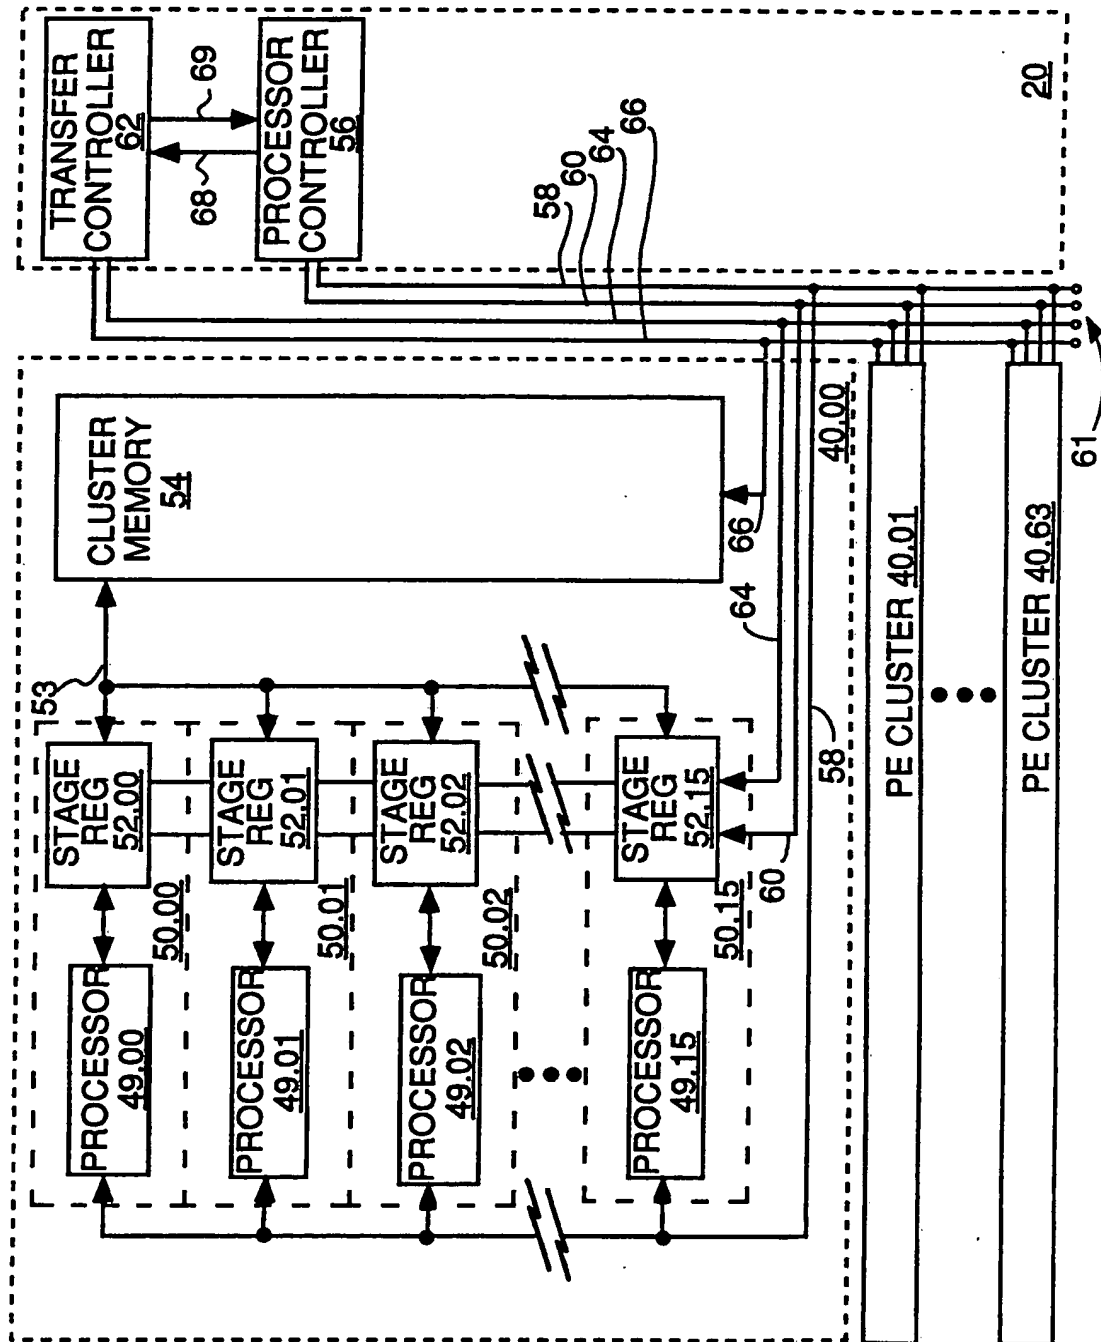 TRANSFER
CONTROLLER
62
69
68
PROCESSOR
CONTROLLER
56
20
58
60
64
66
CLUSTER
MEMORY
54
66
64
40.00
53
STAGE
REG
52.00
STAGE
REG
52.01
STAGE
REG
52.02
STAGE
REG
52.15
50.00
50.01
50.02
50.15
60
58
PROCESSOR
49.00
PROCESSOR
49.01
PROCESSOR
49.02
PROCESSOR
49.15
PE CLUSTER 40.01
PE CLUSTER 40.63
61